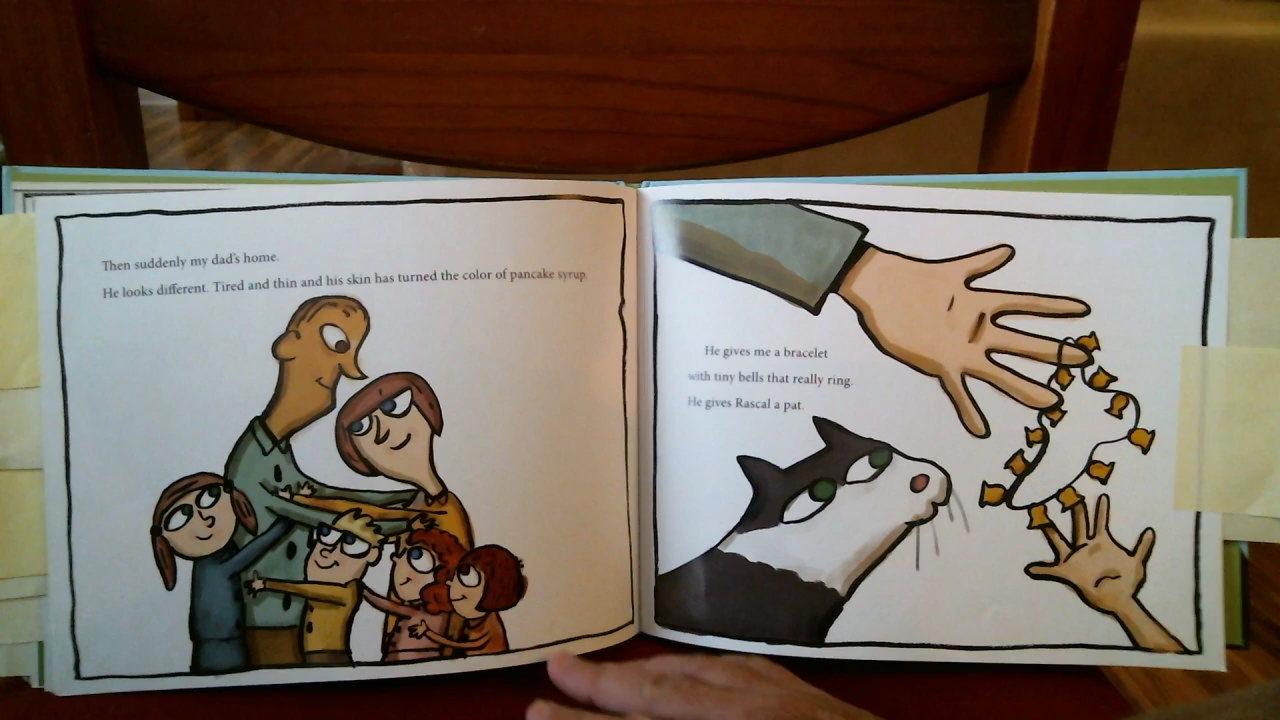 Then suddenly my dad's home.
He looks different. Tired and thin and his skin has turned the color of pancake syrup.
He gives me a bracelet
with tiny bells that really ring.
He gives Rascal a pat.